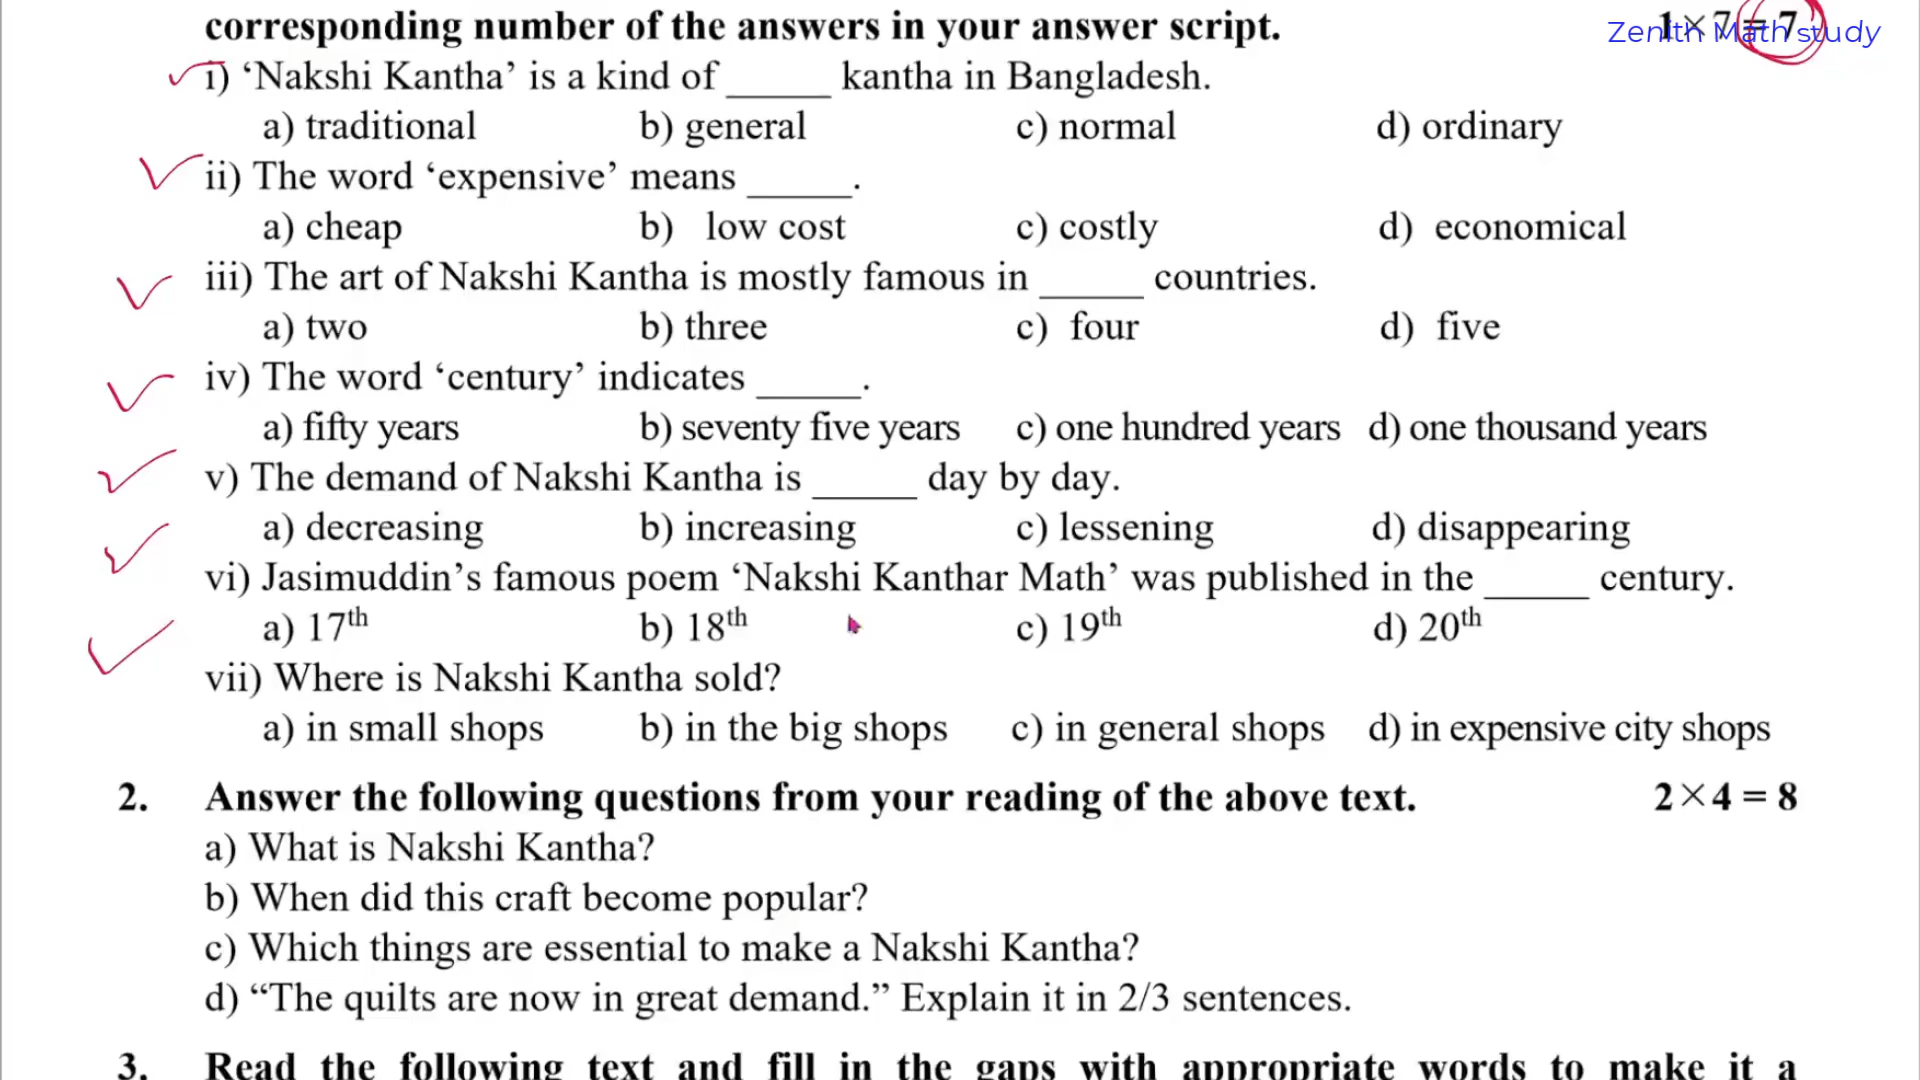 corresponding number of the answers in your answer script. 1×7 = 7
Zenith Math study
i) ‘Nakshi Kantha’ is a kind of _____ kantha in Bangladesh.
a) traditional b) general c) normal d) ordinary
ii) The word ‘expensive’ means _____.
a) cheap b) low cost c) costly d) economical
iii) The art of Nakshi Kantha is mostly famous in _____ countries.
a) two b) three c) four d) five
iv) The word ‘century’ indicates _____.
a) fifty years b) seventy five years c) one hundred years d) one thousand years
v) The demand of Nakshi Kantha is _____ day by day.
a) decreasing b) increasing c) lessening d) disappearing
vi) Jasimuddin’s famous poem ‘Nakshi Kanthar Math’ was published in the _____ century.
a) 17th b) 18th c) 19th d) 20th
vii) Where is Nakshi Kantha sold?
a) in small shops b) in the big shops c) in general shops d) in expensive city shops
2. Answer the following questions from your reading of the above text. 2×4 = 8
a) What is Nakshi Kantha?
b) When did this craft become popular?
c) Which things are essential to make a Nakshi Kantha?
d) “The quilts are now in great demand.” Explain it in 2/3 sentences.
3. Read the following text and fill in the gaps with appropriate words to make it a